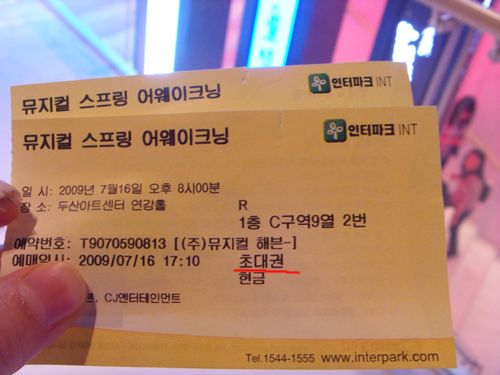 뮤지컬 스프링 어웨이크닝
인터파크 INT
뮤지컬 스프링 어웨이크닝
인터파크 INT
일 시: 2009년 7월16일 오후 8시00분
장 소: 두산아트센터 연강홀
R
1층 C구역9열 2번
예약번호: T9070590813 [(주)뮤지컬 해븐-]
예매일시: 2009/07/16 17:10
초대권
현금
CJ엔터테인먼트
Tel.1544-1555 www.interpark.com